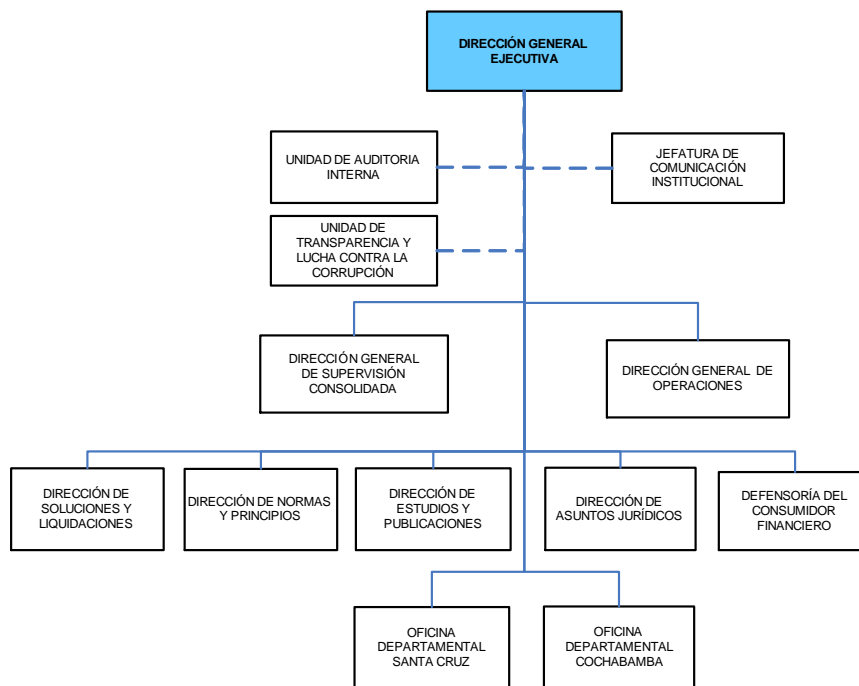 DIRECCIÓN GENERAL
EJECUTIVA
UNIDAD DE AUDITORIA
INTERNA
JEFATURA DE
COMUNICACIÓN
INSTITUCIONAL
UNIDAD DE
TRANSPARENCIA Y
LUCHA CONTRA LA
CORRUPCIÓN
DIRECCIÓN GENERAL
DE SUPERVISIÓN
CONSOLIDADA
DIRECCIÓN GENERAL DE
OPERACIONES
DIRECCIÓN DE
SOLUCIONES Y
LIQUIDACIONES
DIRECCIÓN DE NORMAS
Y PRINCIPIOS
DIRECCIÓN DE
ESTUDIOS Y
PUBLICACIONES
DIRECCIÓN DE
ASUNTOS JURÍDICOS
DEFENSORÍA DEL
CONSUMIDOR
FINANCIERO
OFICINA
DEPARTAMENTAL
SANTA CRUZ
OFICINA
DEPARTAMENTAL
COCHABAMBA